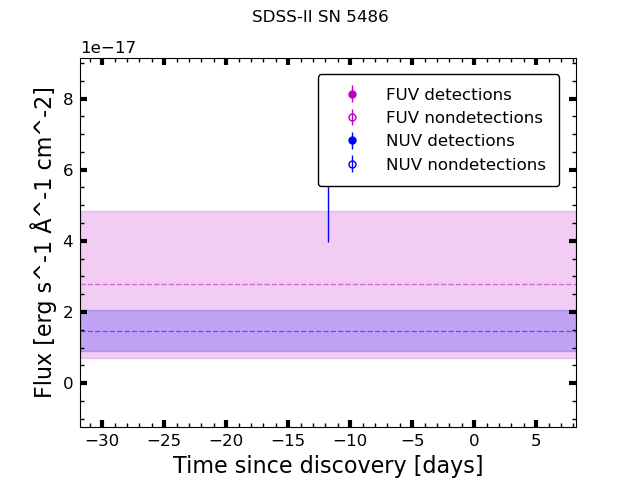 SDSS-II SN 5486
1e−17
FUV detections
FUV nondetections
NUV detections
NUV nondetections
8
6
4
2
0
Flux [erg s^-1 Å^-1 cm^-2]
−30 −25 −20 −15 −10 −5 0 5
Time since discovery [days]